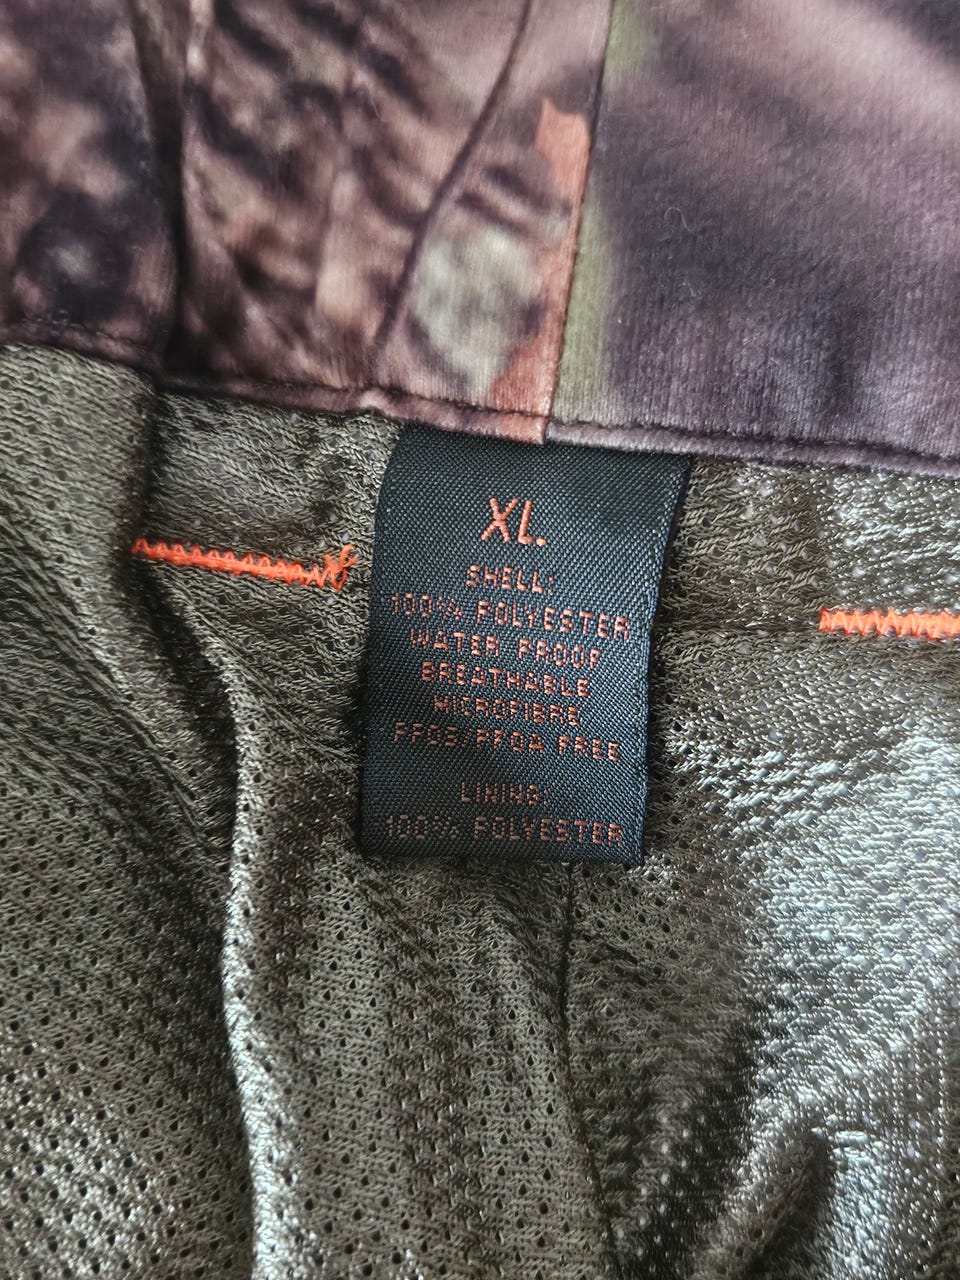 XL.
SHELL:
100% POLYESTER
WATER PROOF
BREATHABLE
MICROFIBRE
PFOS/PFOA FREE
LINING:
100% POLYESTER